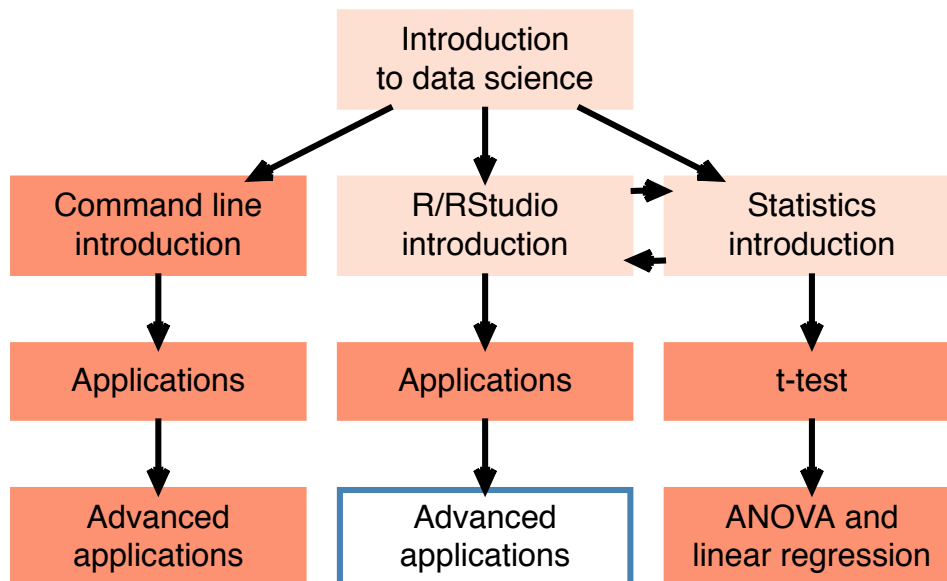 Introduction
to data science
Command line
introduction
R/RStudio
introduction
Statistics
introduction
Applications
Applications
t-test
Advanced
applications
Advanced
applications
ANOVA and
linear regression